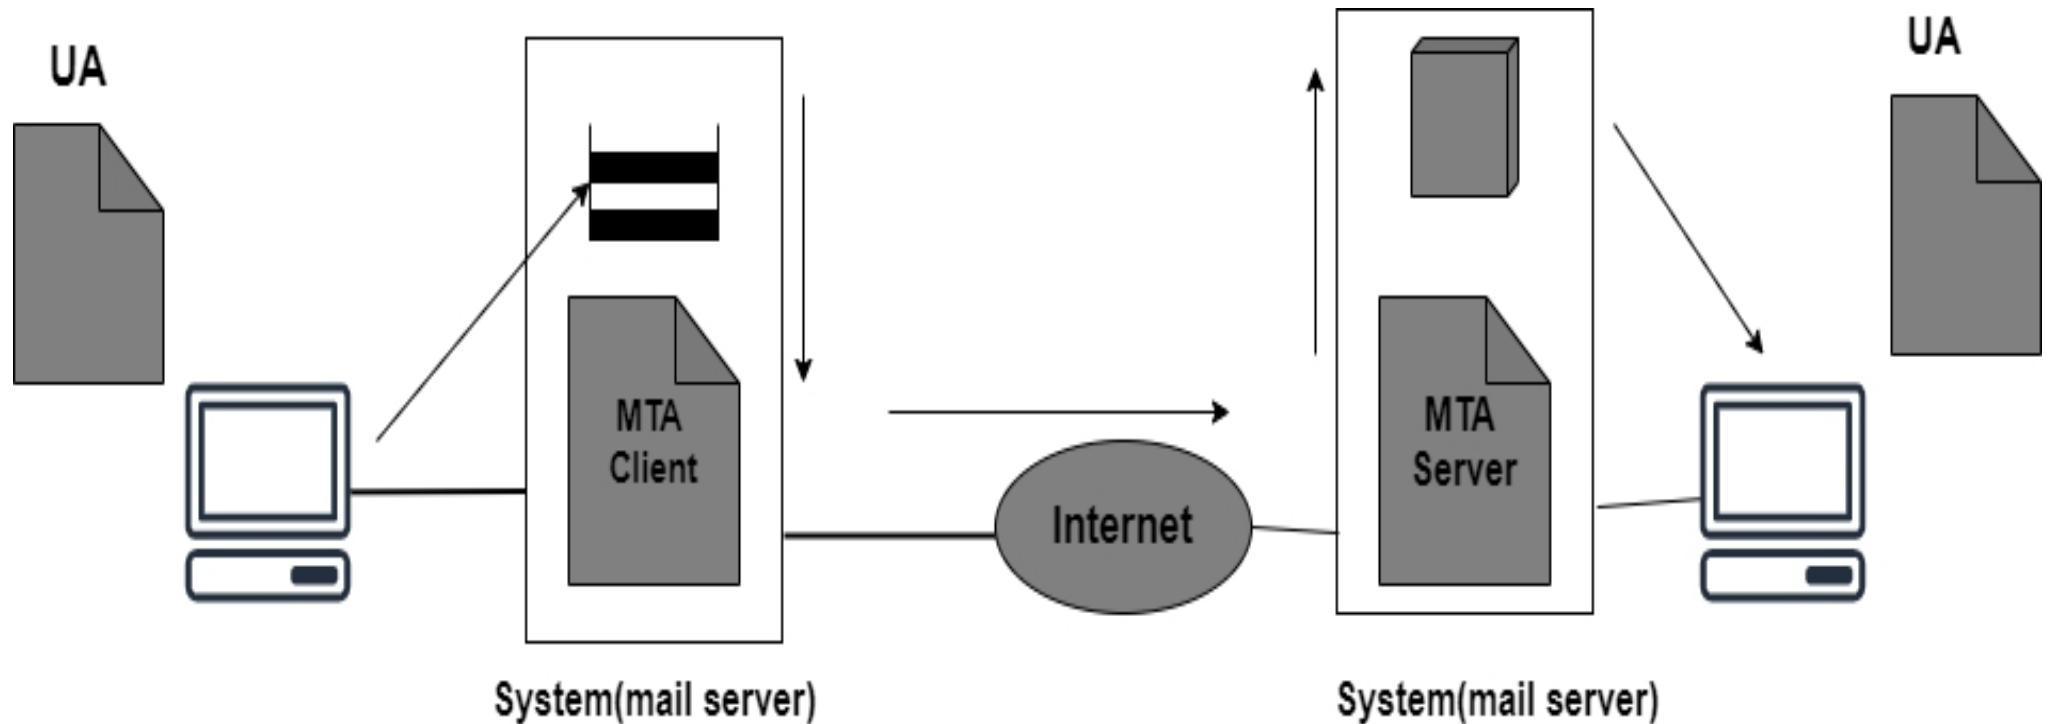 UA
UA
MTA
Client
Internet
MTA
Server
System(mail server)
System(mail server)